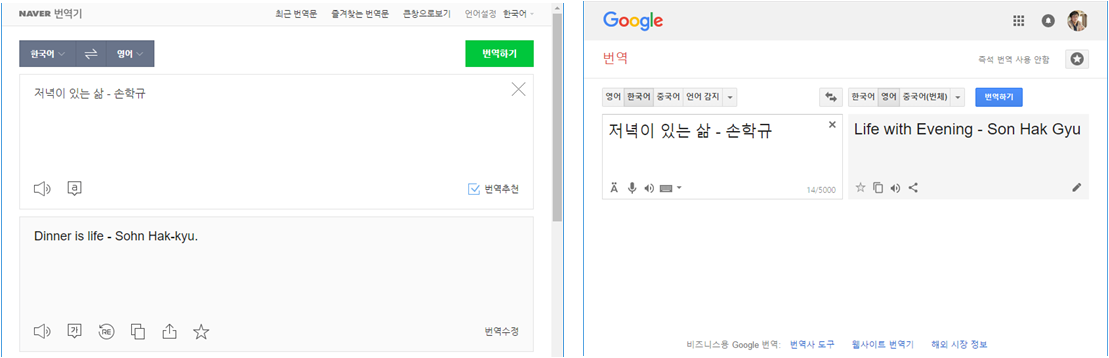 NAVER 번역기 최근 번역문 즐겨찾는 번역문 큰창으로보기 언어설정 한국어
한국어 영어 번역하기
저녁이 있는 삶 - 손학규
a 번역추천
Dinner is life - Sohn Hak-kyu.
가 RE 번역수정
Google
번역 즉석 번역 사용 안함
영어 한국어 중국어 언어 감지 한국어 영어 중국어(번체) 번역하기
저녁이 있는 삶 - 손학규 Life with Evening - Son Hak Gyu
Ä 14/5000
비즈니스용 Google 번역: 번역사 도구 웹사이트 번역기 해외 시장 정보